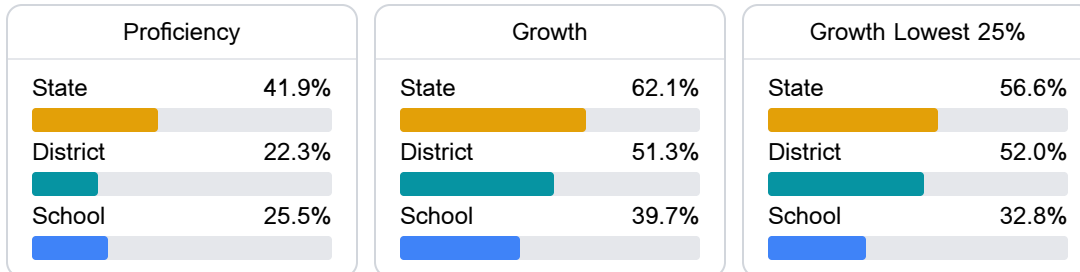 Proficiency
State 41.9%
District 22.3%
School 25.5%
Growth
State 62.1%
District 51.3%
School 39.7%
Growth Lowest 25%
State 56.6%
District 52.0%
School 32.8%